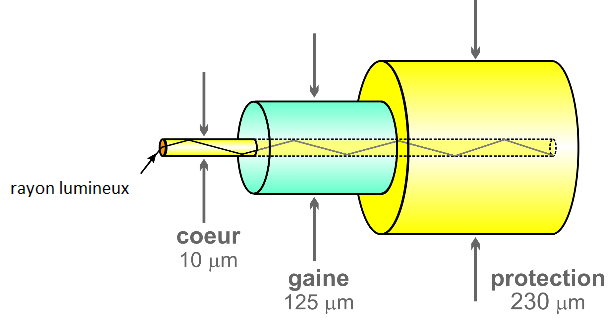 rayon lumineux
coeur
10 μm
gaine
125 μm
protection
230 μm